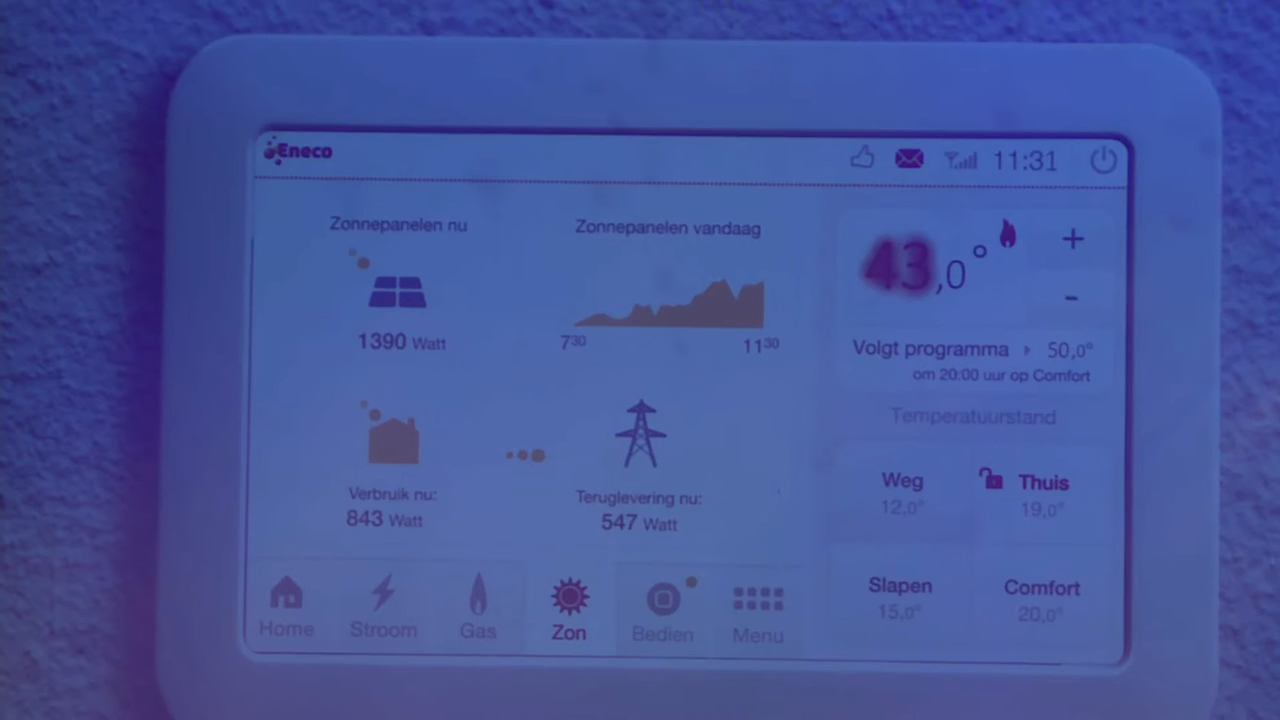 Eneco
11:31
Zonnepanelen nu
1390 Watt
Zonnepanelen vandaag
7³⁰ 11³⁰
Verbruik nu:
843 Watt
Teruglevering nu:
547 Watt
43,0°
+
-
Volgt programma 50,0°
om 20:00 uur op Comfort
Temperatuurstand
Weg
12,0°
Thuis
19,0°
Slapen
15,0°
Comfort
20,0°
Home Stroom Gas Zon Bedien Menu